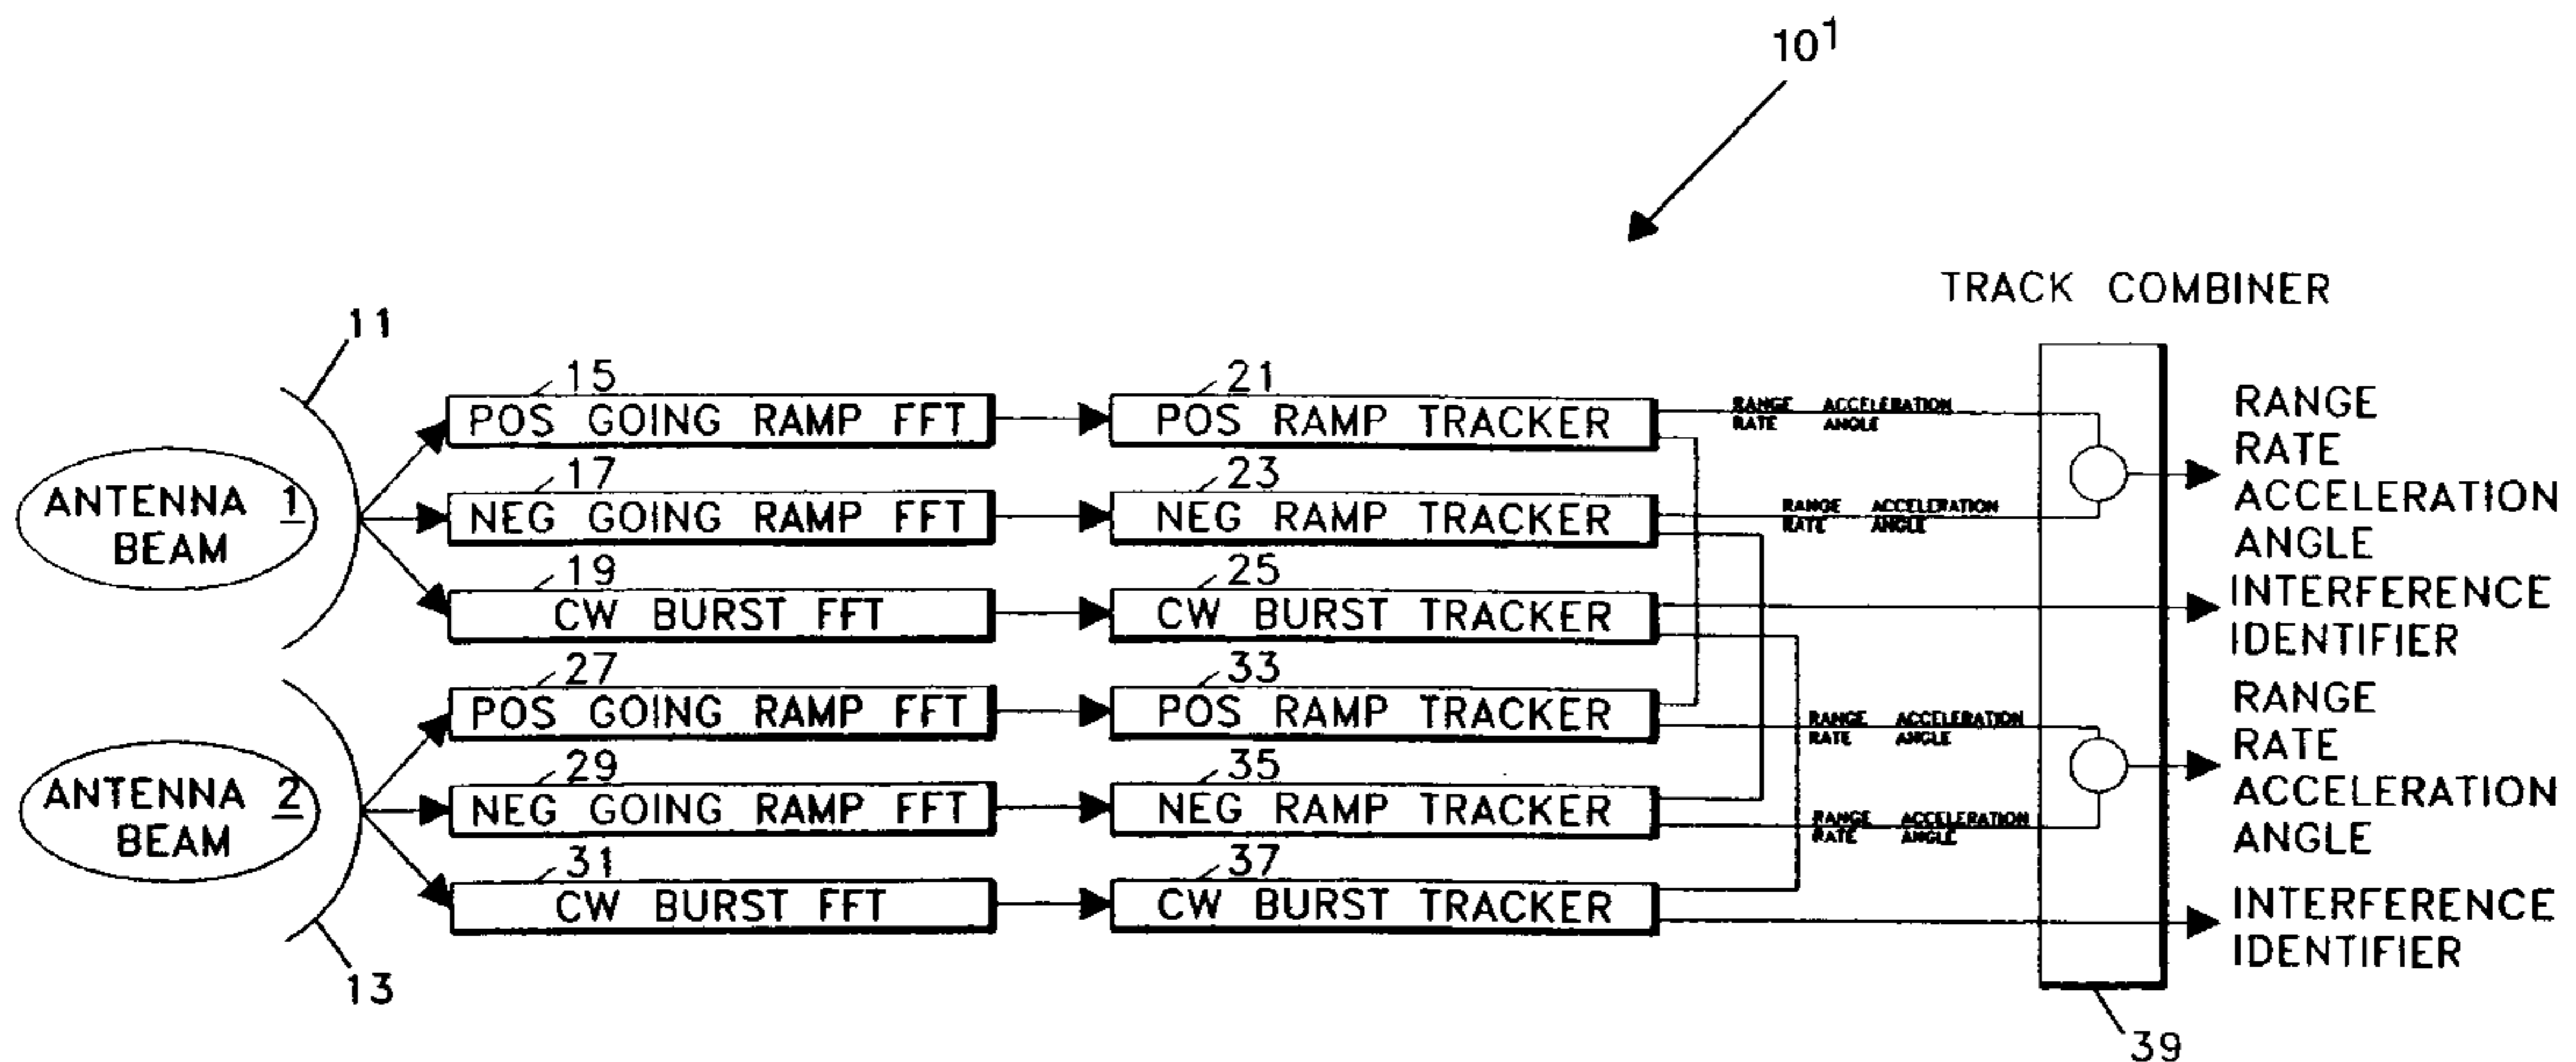 10¹
TRACK COMBINER
11
ANTENNA 1
BEAM
15
POS GOING RAMP FFT
17
NEG GOING RAMP FFT
19
CW BURST FFT
21
POS RAMP TRACKER
23
NEG RAMP TRACKER
25
CW BURST TRACKER
RANGE ACCELERATION
RATE ANGLE
RANGE ACCELERATION
RATE ANGLE
RANGE
RATE
ACCELERATION
ANGLE
INTERFERENCE
IDENTIFIER
ANTENNA 2
BEAM
13
27
POS GOING RAMP FFT
29
NEG GOING RAMP FFT
31
CW BURST FFT
33
POS RAMP TRACKER
35
NEG RAMP TRACKER
37
CW BURST TRACKER
RANGE ACCELERATION
RATE ANGLE
RANGE ACCELERATION
RATE ANGLE
RANGE
RATE
ACCELERATION
ANGLE
INTERFERENCE
IDENTIFIER
39